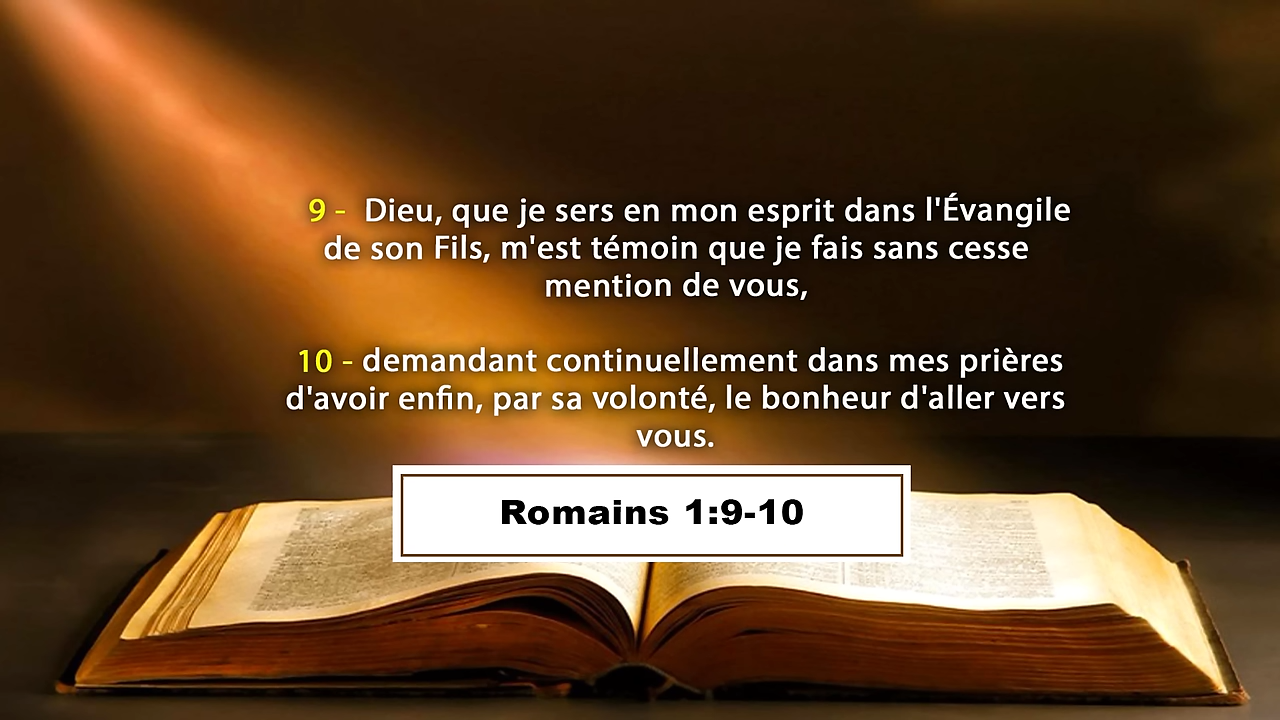 9 - Dieu, que je sers en mon esprit dans l'Évangile
de son Fils, m'est témoin que je fais sans cesse
mention de vous,
10 - demandant continuellement dans mes prières
d'avoir enfin, par sa volonté, le bonheur d'aller vers
vous.
Romains 1:9-10